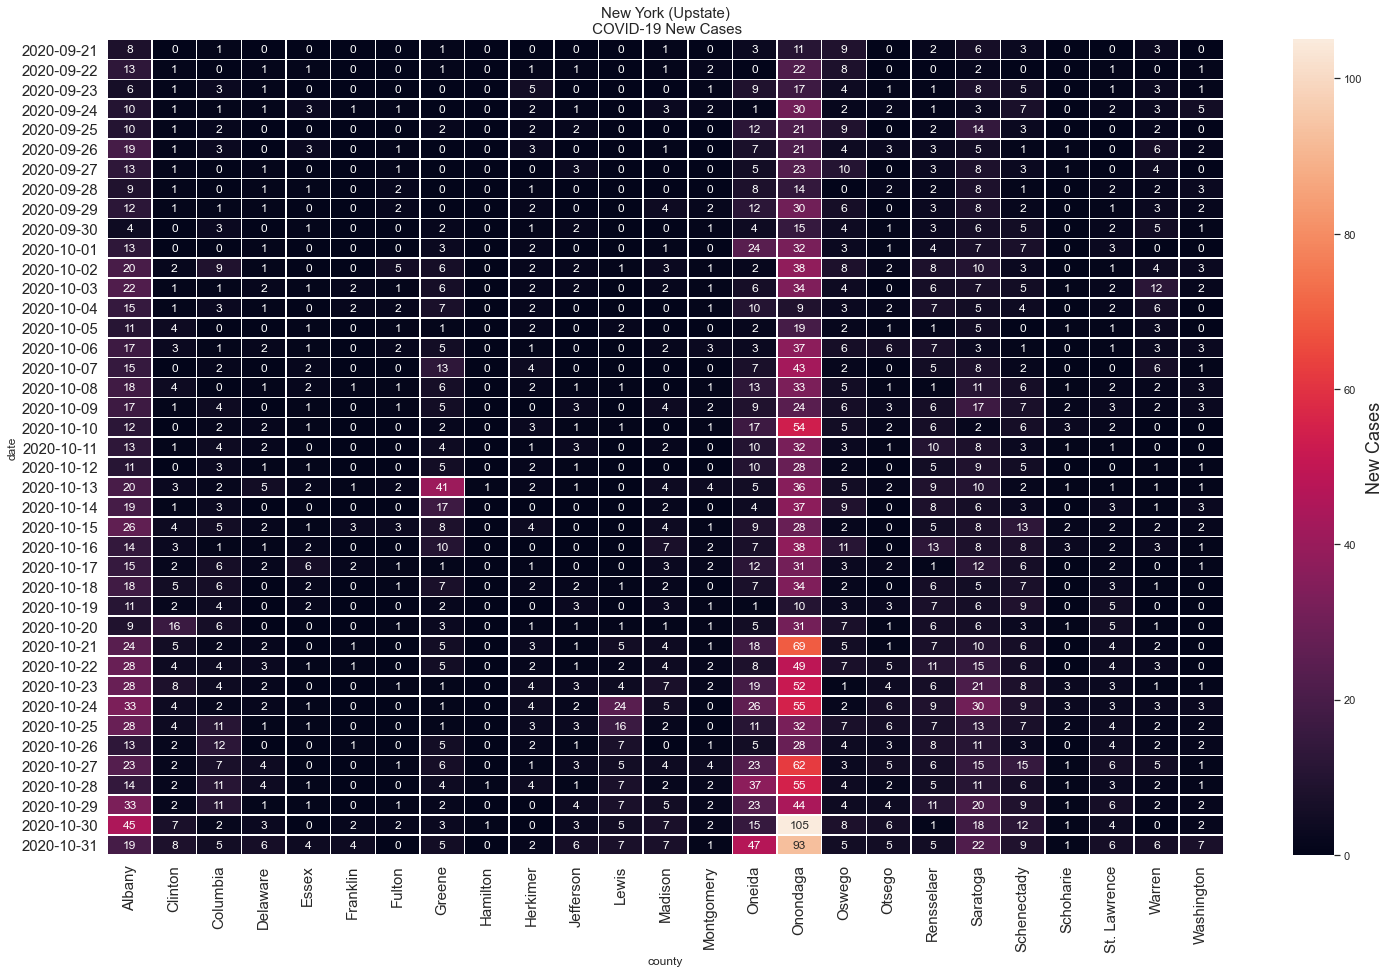 New York (Upstate)
COVID-19 New Cases
2020-09-21 8 0 1 0 0 0 0 1 0 0 0 0 1 0 3 11 9 0 2 6 3 0 0 3 0
2020-09-22 13 1 0 1 1 0 0 1 0 1 1 0 1 2 0 22 8 0 0 2 0 0 1 0 1
2020-09-23 6 1 3 1 0 0 0 0 0 5 0 0 0 1 9 17 4 1 1 8 5 0 1 3 1
2020-09-24 10 1 1 1 3 1 1 0 0 2 1 0 3 2 1 30 2 2 1 3 7 0 2 3 5
2020-09-25 10 1 2 0 0 0 0 2 0 2 2 0 0 0 12 21 9 0 2 14 3 0 0 2 0
2020-09-26 19 1 3 0 3 0 1 0 0 3 0 0 1 0 7 21 4 3 3 5 1 1 0 6 2
2020-09-27 13 1 0 1 0 0 1 0 0 0 3 0 0 0 5 23 10 0 3 8 3 1 0 4 0
2020-09-28 9 1 0 1 1 0 2 0 0 1 0 0 0 0 8 14 0 2 2 8 1 0 2 2 3
2020-09-29 12 1 1 1 0 0 2 0 0 0 0 0 4 2 12 30 6 0 3 8 2 0 1 3 2
2020-09-30 4 0 3 0 1 0 0 2 0 1 2 0 0 1 4 15 4 1 3 6 5 0 2 5 1
2020-10-01 13 0 0 1 0 0 0 3 0 2 0 0 1 0 24 32 3 1 4 7 7 0 3 0 0
2020-10-02 20 2 9 1 0 0 5 6 0 2 2 1 3 1 2 38 8 2 8 10 3 0 1 4 3
2020-10-03 22 1 1 2 1 2 1 6 0 2 2 0 2 1 6 34 4 0 6 7 5 1 2 12 2
2020-10-04 15 1 3 1 0 2 2 7 0 2 0 0 0 1 10 9 3 2 7 5 4 0 2 6 0
2020-10-05 11 4 0 0 1 0 1 1 0 2 0 2 0 0 2 19 2 1 1 5 0 1 1 3 0
2020-10-06 17 3 1 2 1 0 2 5 0 1 0 0 2 3 3 37 6 6 7 3 1 0 1 3 3
2020-10-07 15 0 2 0 2 0 0 13 0 4 0 0 0 0 7 43 2 0 5 8 2 0 0 6 1
2020-10-08 18 4 0 1 2 1 1 6 0 2 1 1 0 1 13 33 5 1 1 11 6 1 2 2 3
2020-10-09 17 1 4 0 1 0 1 5 0 0 3 0 4 2 9 24 6 3 6 17 7 2 3 2 3
2020-10-10 12 0 2 2 1 0 0 2 0 3 1 1 0 1 17 54 5 2 6 2 6 3 2 0 0
2020-10-11 13 1 4 2 0 0 0 4 0 1 3 0 2 0 10 32 3 1 10 8 3 1 1 0 0
2020-10-12 11 0 3 1 1 0 0 5 0 2 1 0 0 0 10 28 2 0 5 9 5 0 0 1 1
2020-10-13 20 3 2 5 2 1 2 41 1 2 1 0 4 4 5 36 5 2 9 10 2 1 1 1 1
2020-10-14 19 1 3 0 0 0 0 17 0 0 0 0 2 0 4 37 9 0 8 6 3 0 3 1 3
2020-10-15 26 4 5 2 1 3 3 8 0 4 0 0 4 1 9 28 2 0 5 8 13 2 2 2 2
2020-10-16 14 3 1 1 2 0 0 10 0 0 0 0 7 2 7 38 11 0 13 8 8 3 2 3 1
2020-10-17 15 2 6 2 6 2 1 1 0 1 0 0 3 2 12 31 3 2 1 12 6 0 2 0 1
2020-10-18 18 5 6 0 2 0 1 7 0 2 2 1 2 0 7 34 2 0 6 5 7 0 3 1 0
2020-10-19 11 2 4 0 2 0 0 2 0 0 3 0 3 1 1 10 3 3 7 6 9 0 5 0 0
2020-10-20 9 16 6 0 0 0 1 3 0 1 1 1 1 1 5 31 7 1 6 6 3 1 5 1 0
2020-10-21 24 5 2 2 0 1 0 5 0 3 1 5 4 1 18 69 5 1 7 10 6 0 4 2 0
2020-10-22 28 4 4 3 1 1 0 5 0 2 1 2 4 2 8 49 7 5 11 15 6 0 4 3 0
2020-10-23 28 8 4 2 0 0 1 1 0 4 3 4 7 2 19 52 1 4 6 21 8 3 3 1 1
2020-10-24 33 4 2 2 1 0 0 1 0 4 2 24 5 0 26 55 2 6 9 30 9 3 3 3 3
2020-10-25 28 4 11 1 1 0 0 0 0 3 3 16 2 0 11 32 7 6 7 13 7 2 4 2 2
2020-10-26 13 2 12 0 0 1 0 5 0 2 1 7 0 1 5 28 4 3 8 11 3 0 4 2 2
2020-10-27 23 2 7 4 0 0 1 6 0 1 3 5 4 4 23 62 3 5 6 15 15 1 6 5 1
2020-10-28 14 2 11 4 1 0 0 4 1 4 1 7 2 2 37 55 4 2 5 11 6 1 3 2 1
2020-10-29 33 2 11 1 1 0 1 2 0 0 4 7 5 2 23 44 4 4 11 20 9 1 6 2 2
2020-10-30 45 7 2 3 0 2 2 3 1 0 3 5 7 2 15 105 8 6 1 18 12 1 4 0 2
2020-10-31 19 8 5 6 4 4 0 5 0 2 6 7 7 1 47 93 5 5 5 22 9 1 6 6 7
date
Albany Clinton Columbia Delaware Essex Franklin Fulton Greene Hamilton Herkimer Jefferson Lewis Madison Montgomery Oneida Onondaga Oswego Otsego Rensselaer Saratoga Schenectady Schoharie St. Lawrence Warren Washington
county
100
80
60
40
20
0
New Cases